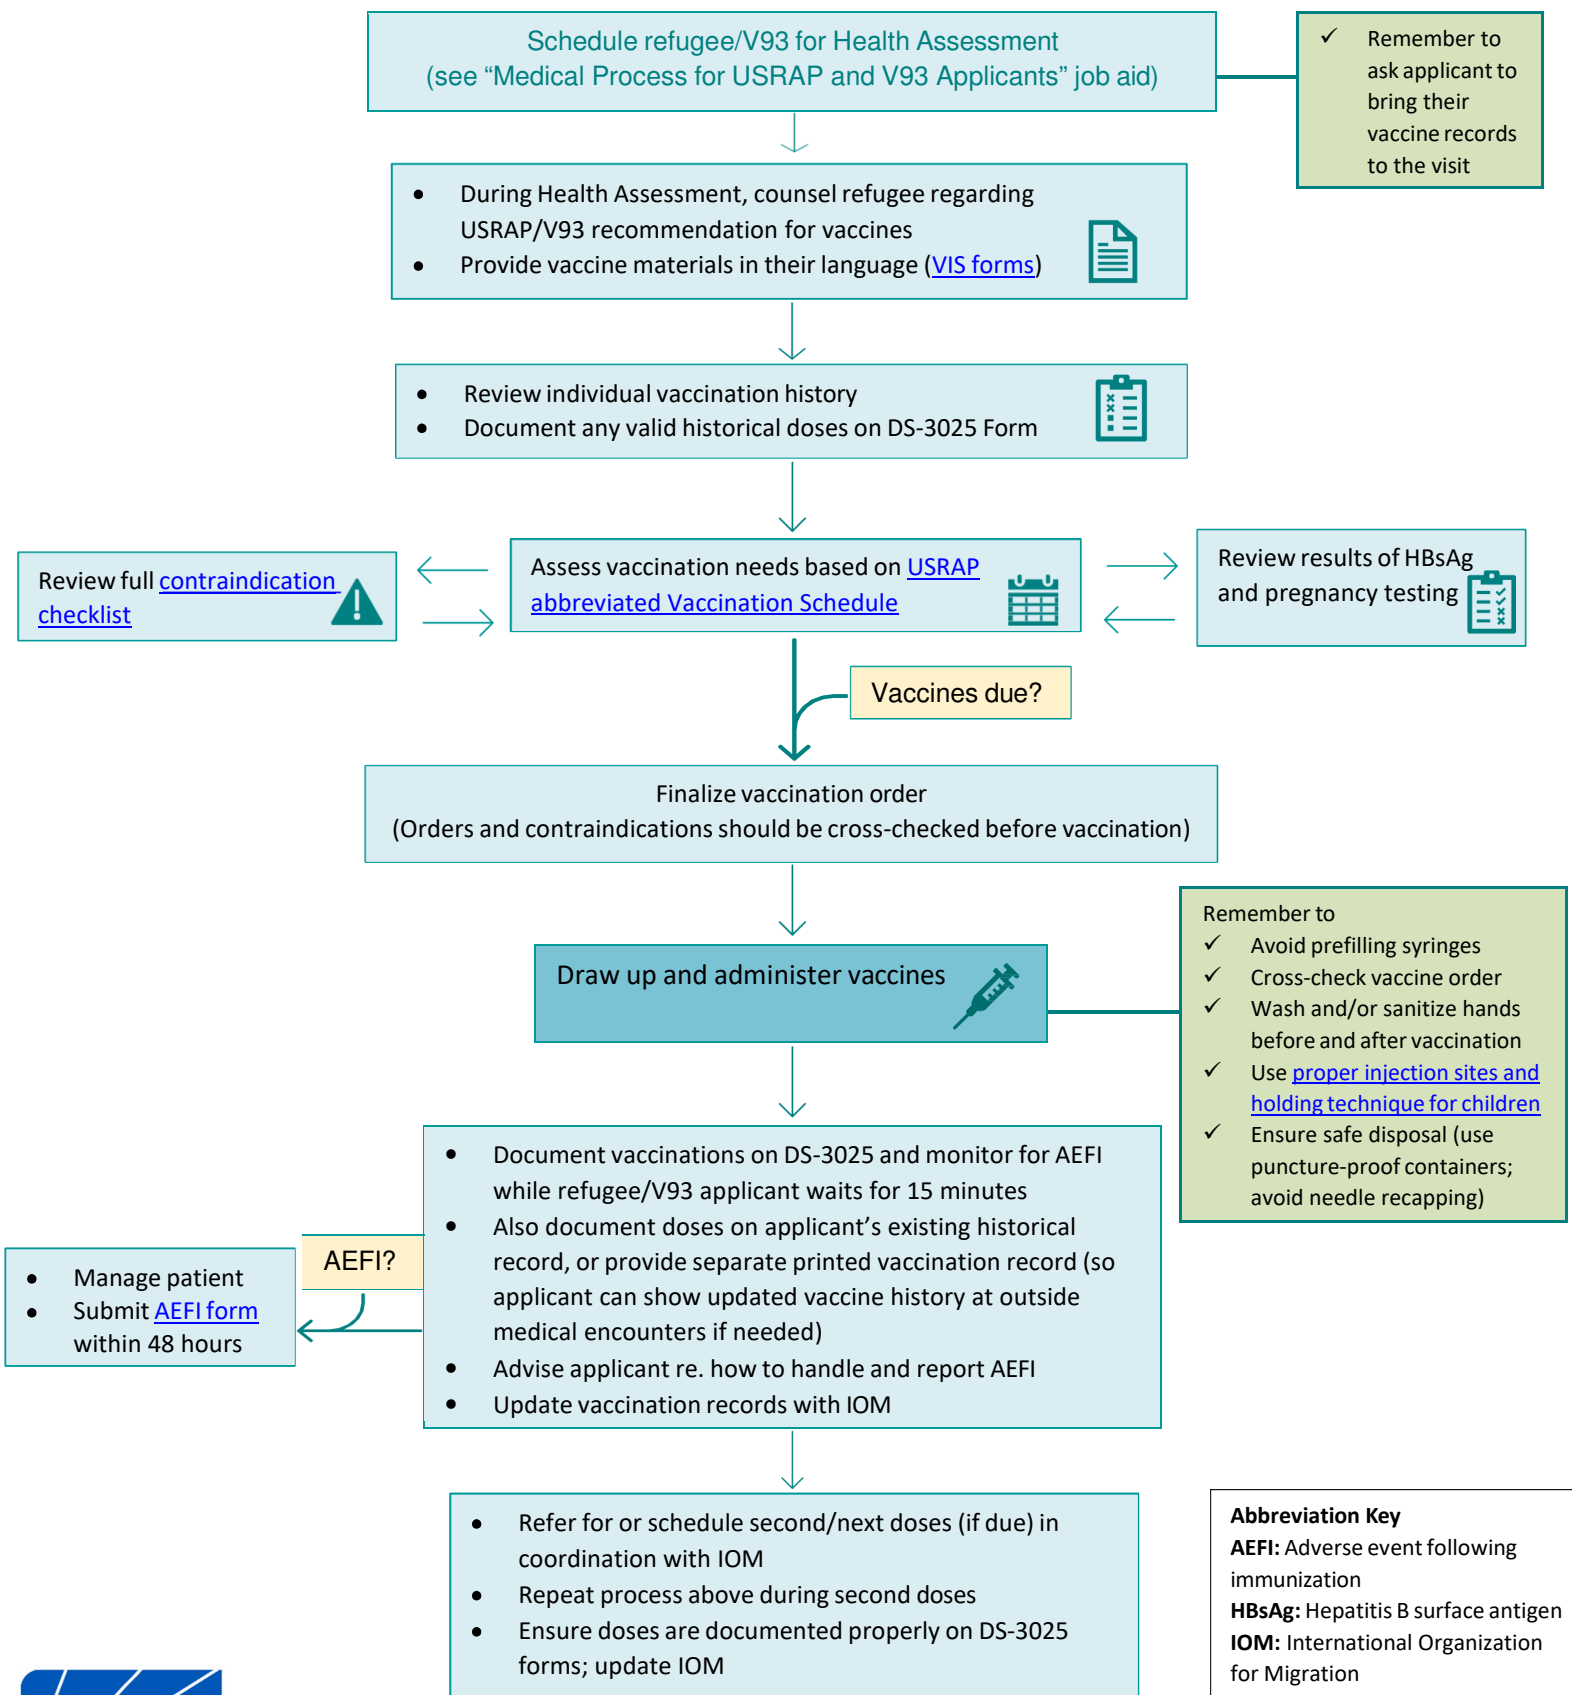 Schedule refugee/V93 for Health Assessment
(see “Medical Process for USRAP and V93 Applicants” job aid)
✓ Remember to
ask applicant to
bring their
vaccine records
to the visit
• During Health Assessment, counsel refugee regarding
USRAP/V93 recommendation for vaccines
• Provide vaccine materials in their language (VIS forms)
• Review individual vaccination history
• Document any valid historical doses on DS-3025 Form
Review full contraindication
checklist
Assess vaccination needs based on USRAP
abbreviated Vaccination Schedule
Review results of HBsAg
and pregnancy testing
Vaccines due?
Finalize vaccination order
(Orders and contraindications should be cross-checked before vaccination)
Draw up and administer vaccines
Remember to
✓ Avoid prefilling syringes
✓ Cross-check vaccine order
✓ Wash and/or sanitize hands
before and after vaccination
✓ Use proper injection sites and
holding technique for children
✓ Ensure safe disposal (use
puncture-proof containers;
avoid needle recapping)
• Document vaccinations on DS-3025 and monitor for AEFI
while refugee/V93 applicant waits for 15 minutes
• Also document doses on applicant’s existing historical
record, or provide separate printed vaccination record (so
applicant can show updated vaccine history at outside
medical encounters if needed)
• Advise applicant re. how to handle and report AEFI
• Update vaccination records with IOM
AEFI?
• Manage patient
• Submit AEFI form
within 48 hours
• Refer for or schedule second/next doses (if due) in
coordination with IOM
• Repeat process above during second doses
• Ensure doses are documented properly on DS-3025
forms; update IOM
Abbreviation Key
AEFI: Adverse event following
immunization
HBsAg: Hepatitis B surface antigen
IOM: International Organization
for Migration